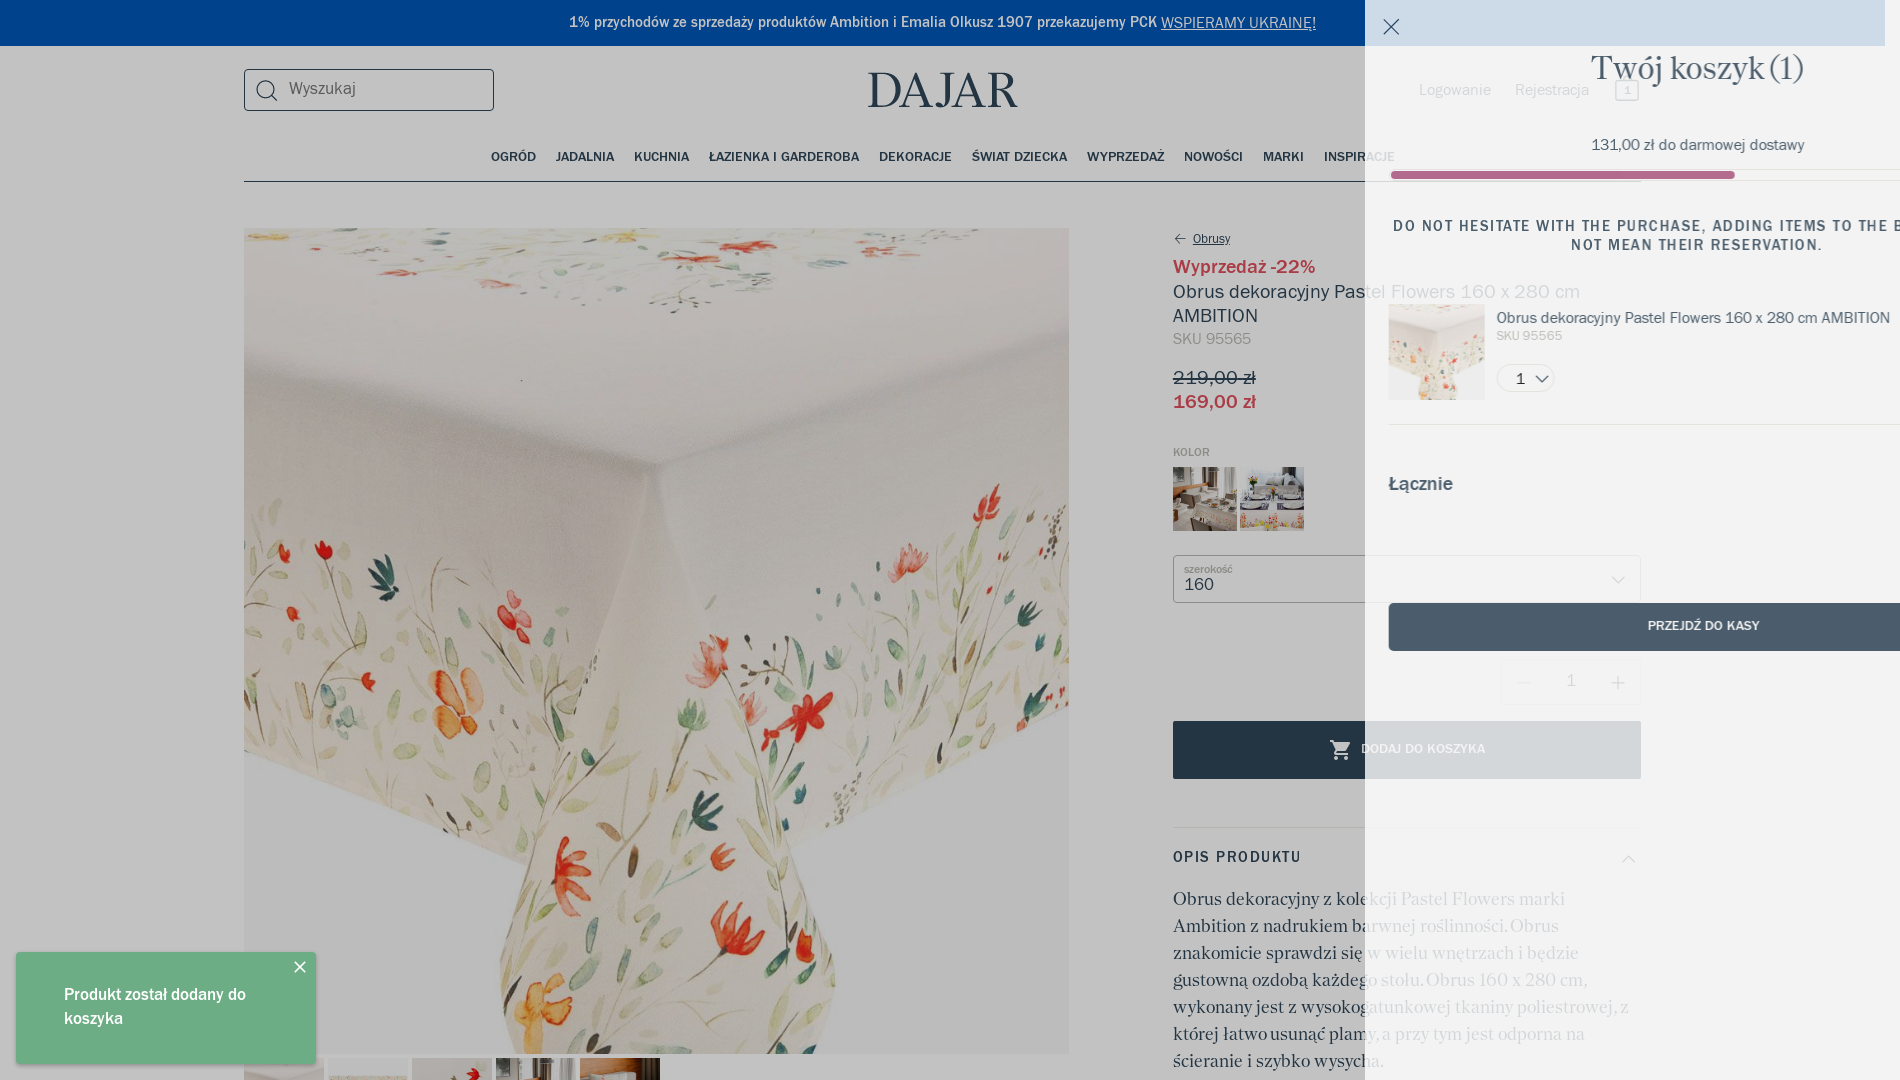 1% przychodów ze sprzedaży produktów Ambition i Emalia Olkusz 1907 przekazujemy PCK WSPIERAMY UKRAINĘ!
Wyszukaj
DAJAR
Logowanie
Rejestracja
1
OGRÓD
JADALNIA
KUCHNIA
ŁAZIENKA I GARDEROBA
DEKORACJE
ŚWIAT DZIECKA
WYPRZEDAŻ
NOWOŚCI
MARKI
INSPIRACJE
Obrusy
Wyprzedaż -22%
Obrus dekoracyjny Pastel Flowers 160 x 280 cm
AMBITION
SKU 95565
219,00 zł
169,00 zł
KOLOR
szerokość
160
1
DODAJ DO KOSZYKA
OPIS PRODUKTU
Obrus dekoracyjny z kolekcji Pastel Flowers marki
Ambition z nadrukiem barwnej roślinności. Obrus
znakomicie sprawdzi się w wielu wnętrzach i będzie
gustowną ozdobą każdego stołu. Obrus 160 x 280 cm,
wykonany jest z wysokogatunkowej tkaniny poliestrowej, z
której łatwo usunąć plamy, a przy tym jest odporna na
ścieranie i szybko wysycha.
Twój koszyk (1)
131,00 zł do darmowej dostawy
DO NOT HESITATE WITH THE PURCHASE, ADDING ITEMS TO THE
NOT MEAN THEIR RESERVATION.
Obrus dekoracyjny Pastel Flowers 160 x 280 cm AMBITION
SKU 95565
1
Łącznie
PRZEJDŹ DO KASY
Produkt został dodany do
koszyka